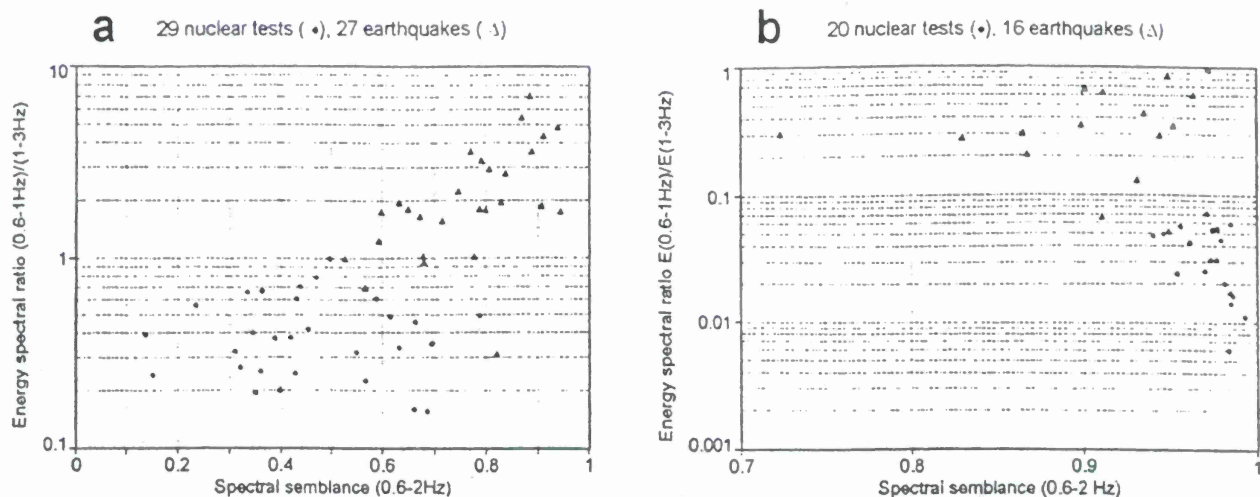 a 29 nuclear tests ( • ), 27 earthquakes ( Δ )
Energy spectral ratio (0.6-1Hz)/(1-3Hz)
10
1
0.1
0 0.2 0.4 0.6 0.8 1
Spectral semblance (0.6-2Hz)
b 20 nuclear tests (•), 16 earthquakes (Δ)
Energy spectral ratio E(0.6-1Hz)/E(1-3Hz)
1
0.1
0.01
0.001
0.7 0.8 0.9 1
Spectral semblance (0.6-2 Hz)